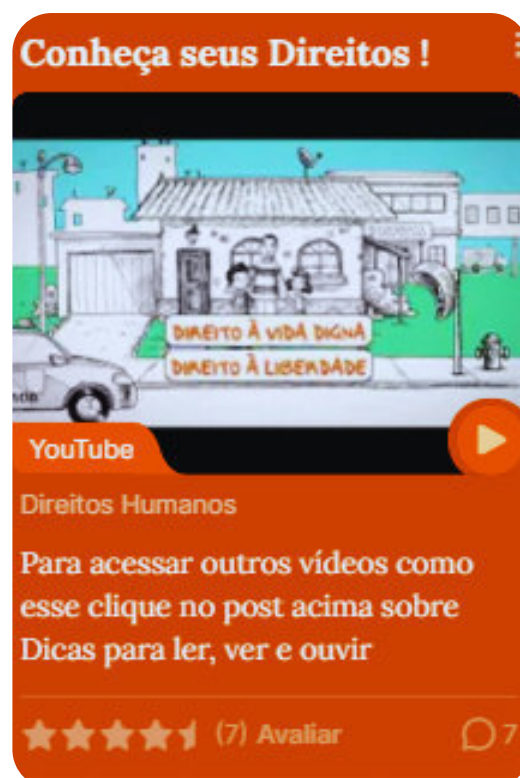 Conheça seus Direitos !
DIREITO À VIDA DIGNA
DIREITO À LIBERDADE
YouTube
Direitos Humanos
Para acessar outros vídeos como
esse clique no post acima sobre
Dicas para ler, ver e ouvir
(7) Avaliar
7